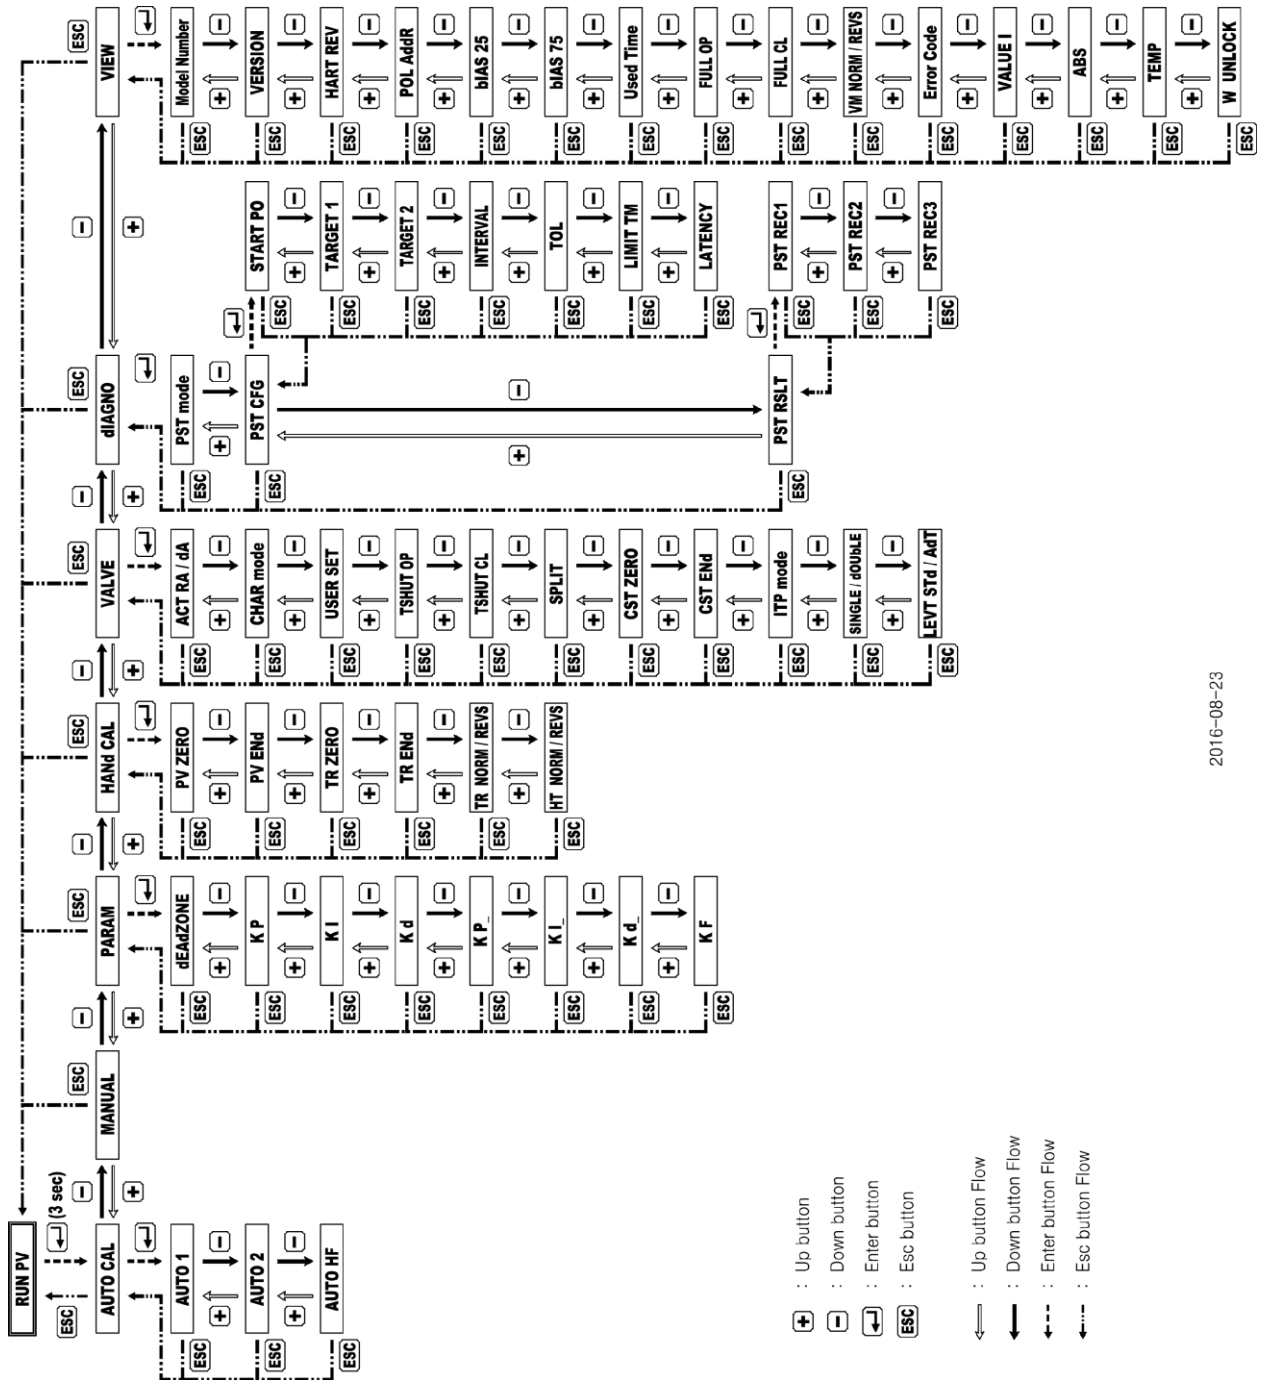 RUN PV
(3 sec)
ESC
AUTO CAL
ESC
AUTO 1
ESC
AUTO 2
ESC
AUTO HF
ESC
MANUAL
ESC
PARAM
ESC
dEAdZONE
ESC
K P
ESC
K I
ESC
K d
ESC
K P_
ESC
K I_
ESC
K d_
ESC
K F
ESC
HANd CAL
ESC
PV ZERO
ESC
PV ENd
ESC
TR ZERO
ESC
TR ENd
ESC
TR NORM / REVS
ESC
HT NORM / REVS
ESC
VALVE
ESC
ACT RA / dA
ESC
CHAR mode
ESC
USER SET
ESC
TSHUT OP
ESC
TSHUT CL
ESC
SPLIT
ESC
CST ZERO
ESC
CST ENd
ESC
ITP mode
ESC
SINGLE / dOUbLE
ESC
LEVT STd / AdT
ESC
dIAGNO
ESC
PST mode
ESC
PST CFG
ESC
START PO
ESC
TARGET 1
ESC
TARGET 2
ESC
INTERVAL
ESC
TOL
ESC
LIMIT TM
ESC
LATENCY
ESC
PST RSLT
ESC
PST REC1
ESC
PST REC2
ESC
PST REC3
ESC
VIEW
ESC
Model Number
ESC
VERSION
ESC
HART REV
ESC
POL AddR
ESC
bIAS 25
ESC
bIAS 75
ESC
Used Time
ESC
FULL OP
ESC
FULL CL
ESC
VM NORM / REVS
ESC
Error Code
ESC
VALUE I
ESC
ABS
ESC
TEMP
ESC
W UNLOCK
ESC
+ : Up button
− : Down button
: Enter button
ESC : Esc button
: Up button Flow
: Down button Flow
: Enter button Flow
: Esc button Flow
2016-08-23